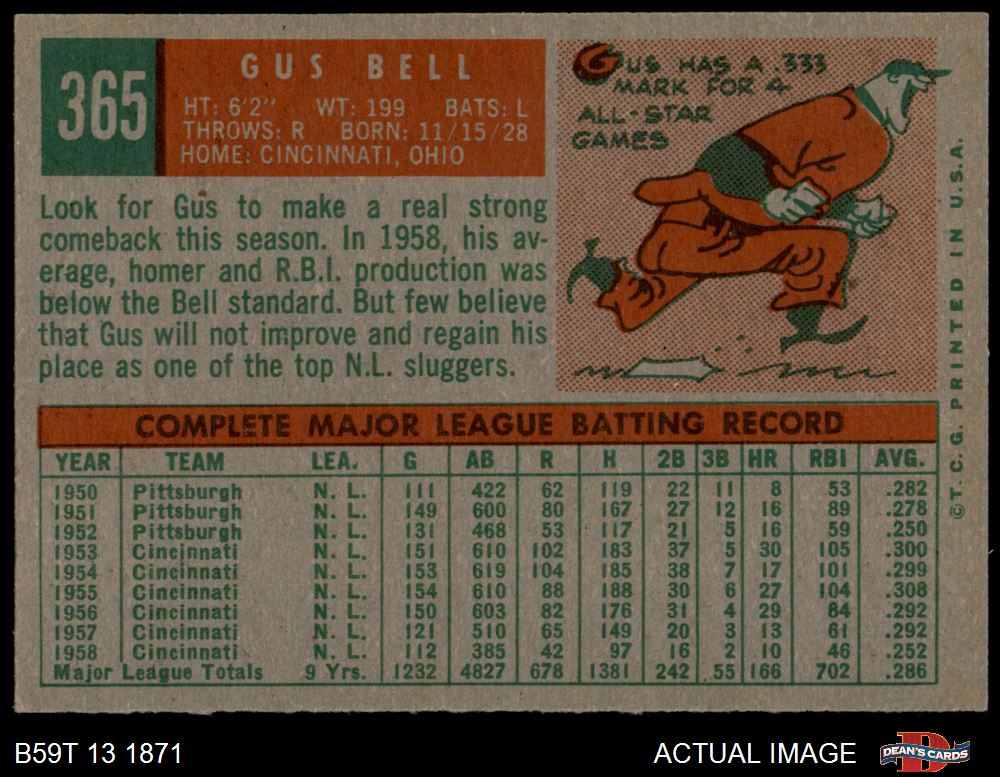 365
GUS BELL
HT: 6'2" WT: 199 BATS: L
THROWS: R BORN: 11/15/28
HOME: CINCINNATI, OHIO
GUS HAS A .333
MARK FOR 4
ALL-STAR
GAMES
Look for Gus to make a real strong
comeback this season. In 1958, his av-
erage, homer and R.B.I. production was
below the Bell standard. But few believe
that Gus will not improve and regain his
place as one of the top N.L. sluggers.
©T. C. G. PRINTED IN U.S.A.
COMPLETE MAJOR LEAGUE BATTING RECORD
YEAR TEAM LEA. G AB R H 2B 3B HR RBI AVG.
1950 Pittsburgh N. L. 111 422 62 119 22 11 8 53 .282
1951 Pittsburgh N. L. 149 600 80 167 27 12 16 89 .278
1952 Pittsburgh N. L. 131 468 53 117 21 5 16 59 .250
1953 Cincinnati N. L. 151 610 102 183 37 5 30 105 .300
1954 Cincinnati N. L. 153 619 104 185 38 7 17 101 .299
1955 Cincinnati N. L. 154 610 88 188 30 6 27 104 .308
1956 Cincinnati N. L. 150 603 82 176 31 4 29 84 .292
1957 Cincinnati N. L. 121 510 65 149 20 3 13 61 .292
1958 Cincinnati N. L. 112 385 42 97 16 2 10 46 .252
Major League Totals 9 Yrs. 1232 4827 678 1381 242 55 166 702 .286
B59T 13 1871
ACTUAL IMAGE
DEAN'S CARDS